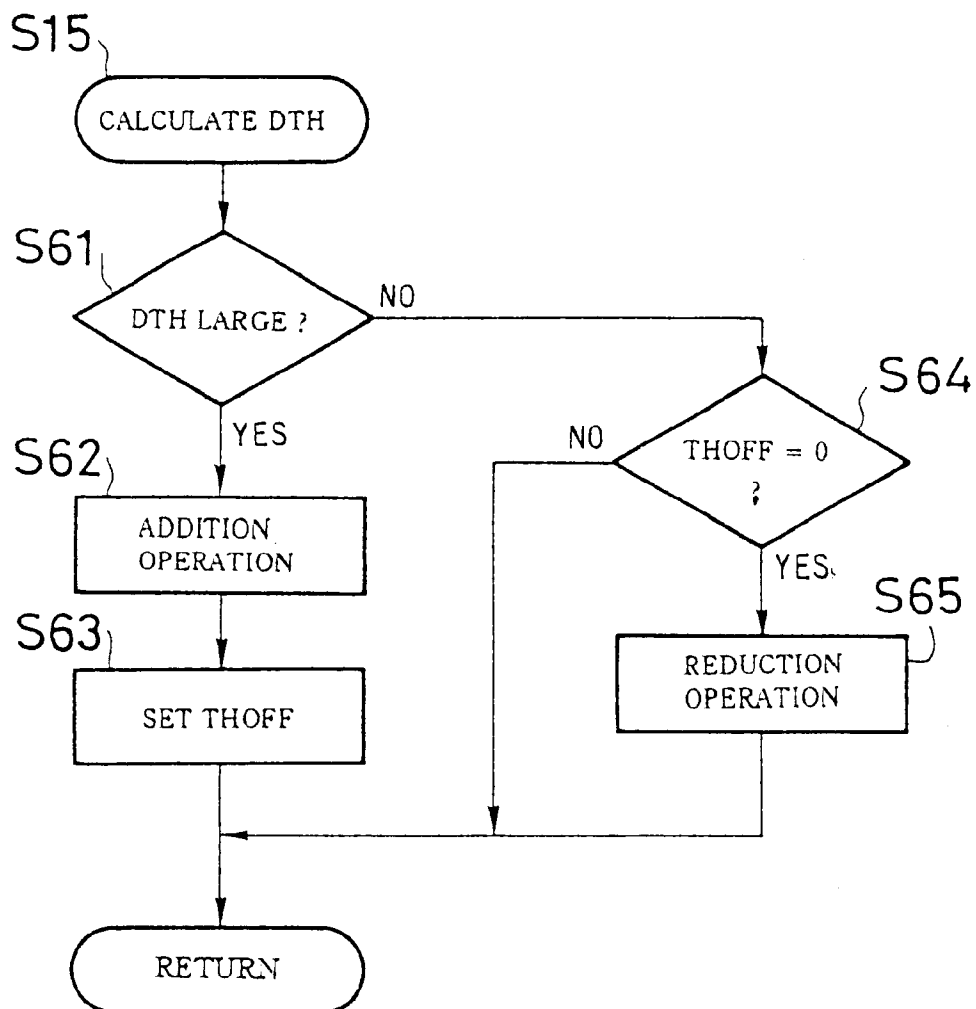 S15
CALCULATE DTH
S61
DTH LARGE ?
NO
YES
S64
THOFF = 0
?
NO
YES
S62
ADDITION
OPERATION
S65
REDUCTION
OPERATION
S63
SET THOFF
RETURN